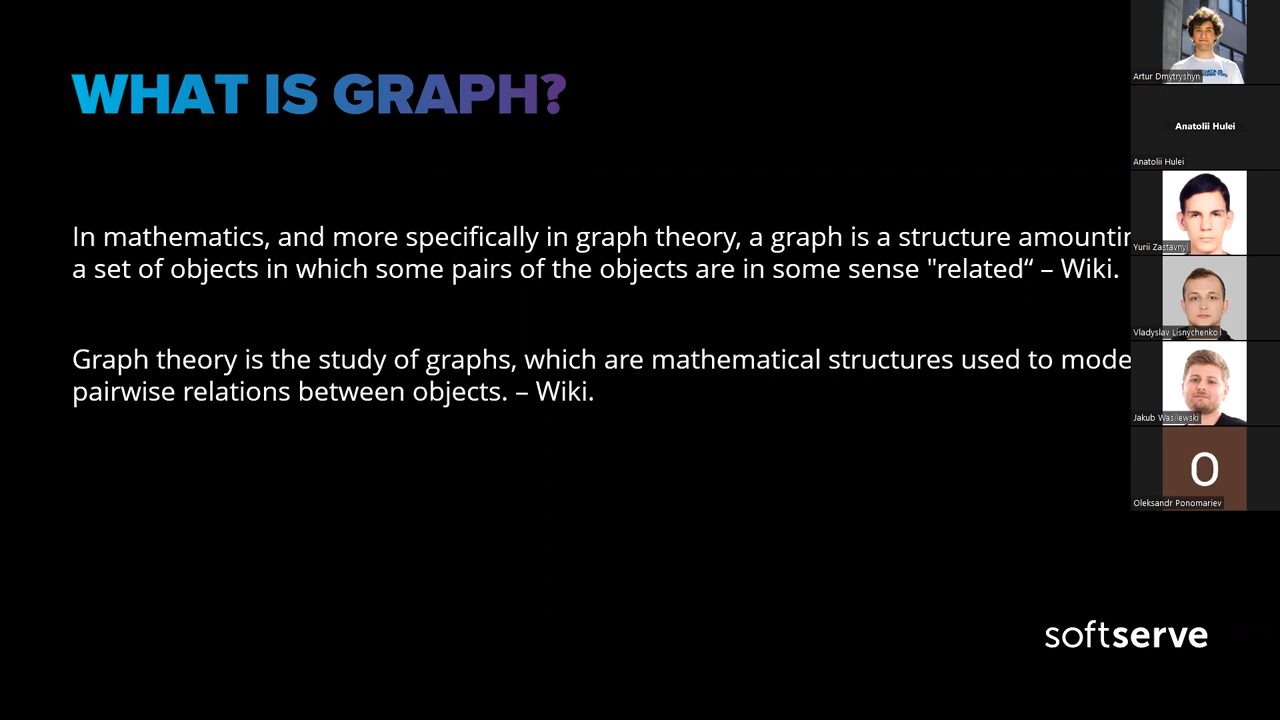 WHAT IS GRAPH?
In mathematics, and more specifically in graph theory, a graph is a structure
a set of objects in which some pairs of the objects are in some sense "related“ – Wiki.
Graph theory is the study of graphs, which are mathematical structures used to
pairwise relations between objects. – Wiki.
Artur Dmytryshyn
Anatolii Hulei
Anatolii Hulei
Yurii Zastavnyi
Vladyslav Lisnychenko
Jakub Wasilewski
O
Oleksandr Ponomariev
softserve